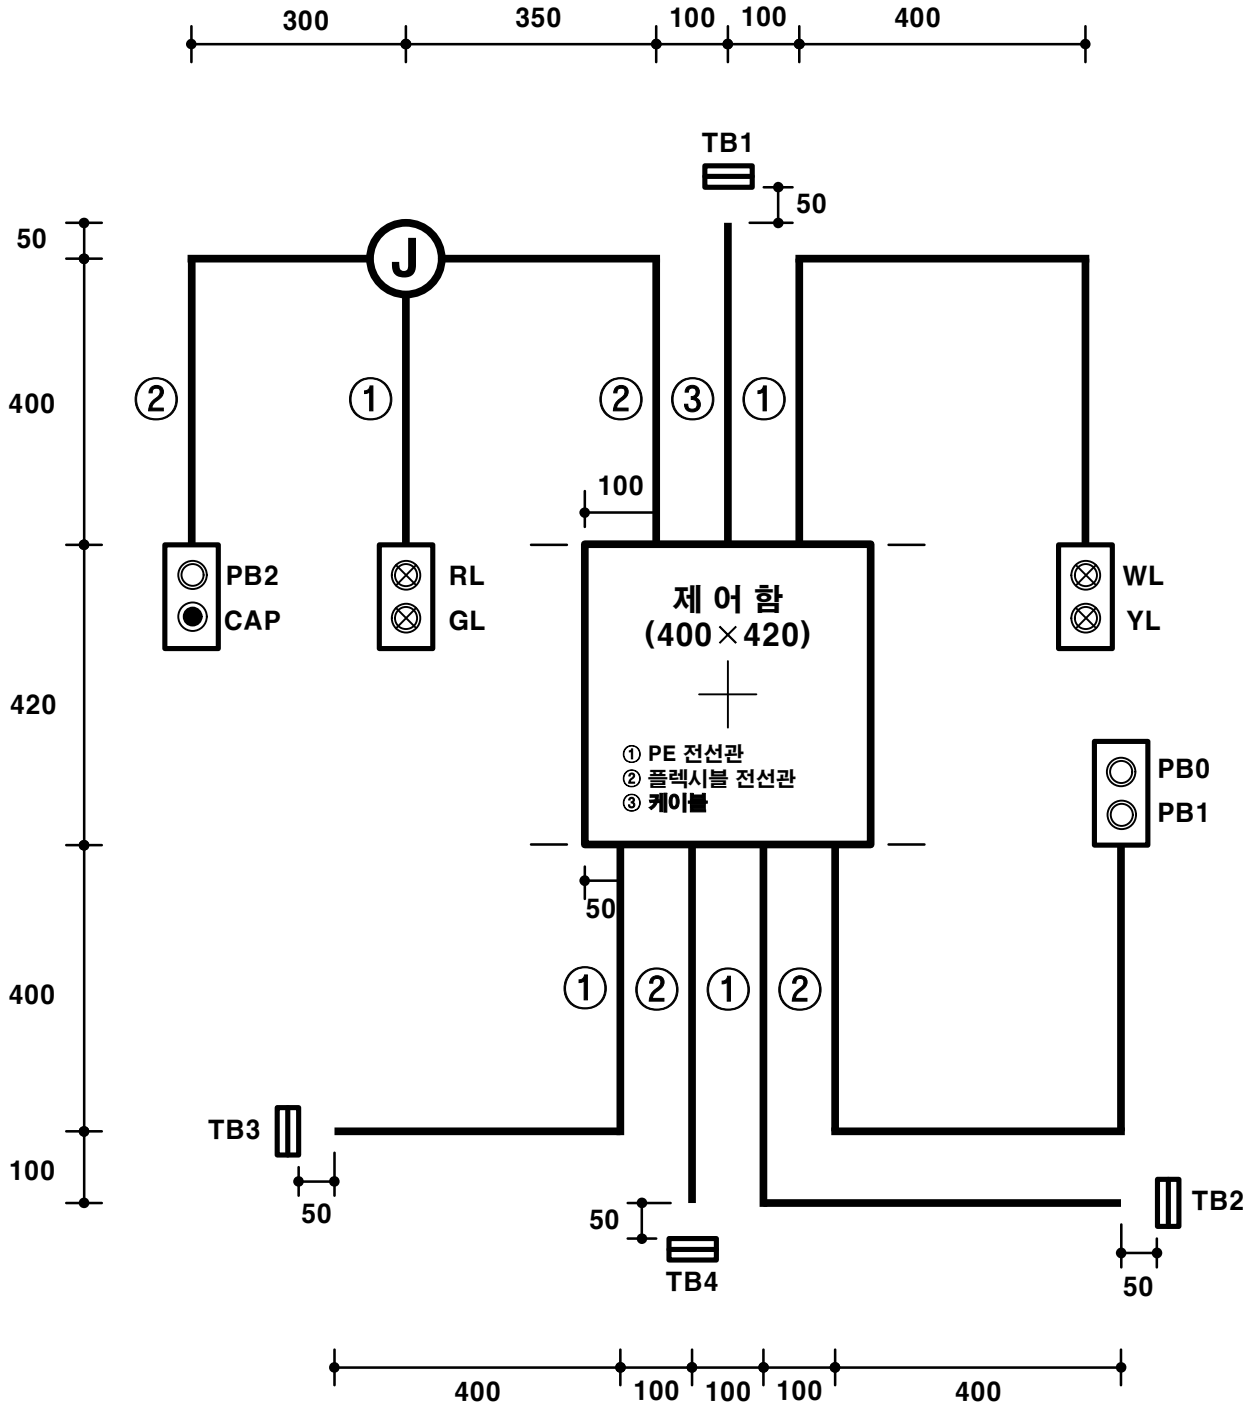 300 350 100 100 400
TB1
50
50
J
400
② ① ② ③ ①
100
PB2 RL WL
CAP GL YL
제 어 함
(400×420)
420
① PE 전선관
② 플렉시블 전선관
③ 케이블
PB0
PB1
50
400
① ② ① ②
TB3
100
50
50
TB2
TB4
50
400 100 100 100 400